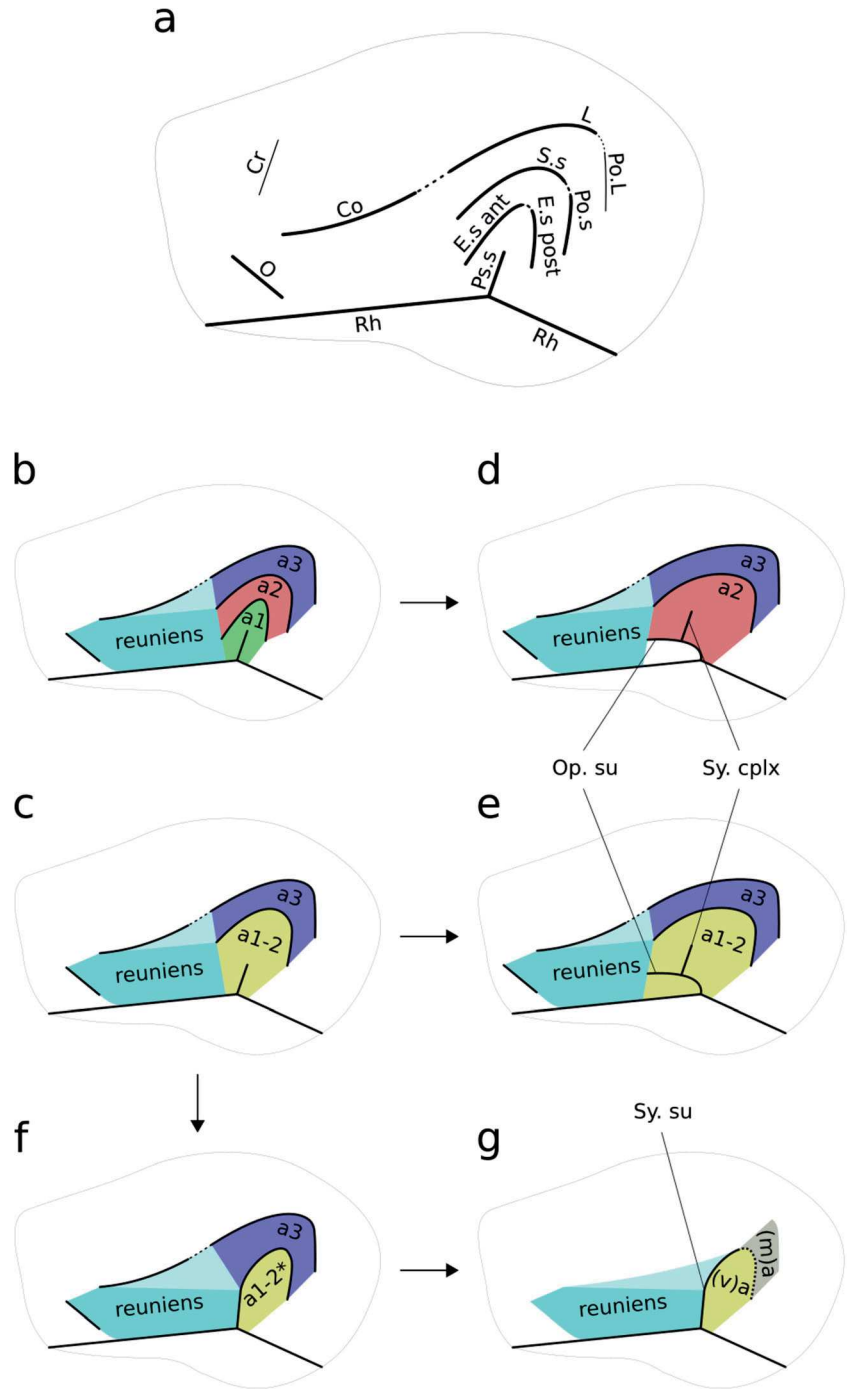 a
L
Cr
S.s
Po.L
Co
E.s ant
E.s post
Po.s
O
Ps.s
Rh
Rh
b
d
a3
a2
a1
reuniens
a3
a2
reuniens
Op. su
Sy. cplx
c
e
a3
a1-2
reuniens
a3
a1-2
reuniens
Sy. su
f
g
a3
a1-2*
reuniens
(m)a
(v)a
reuniens